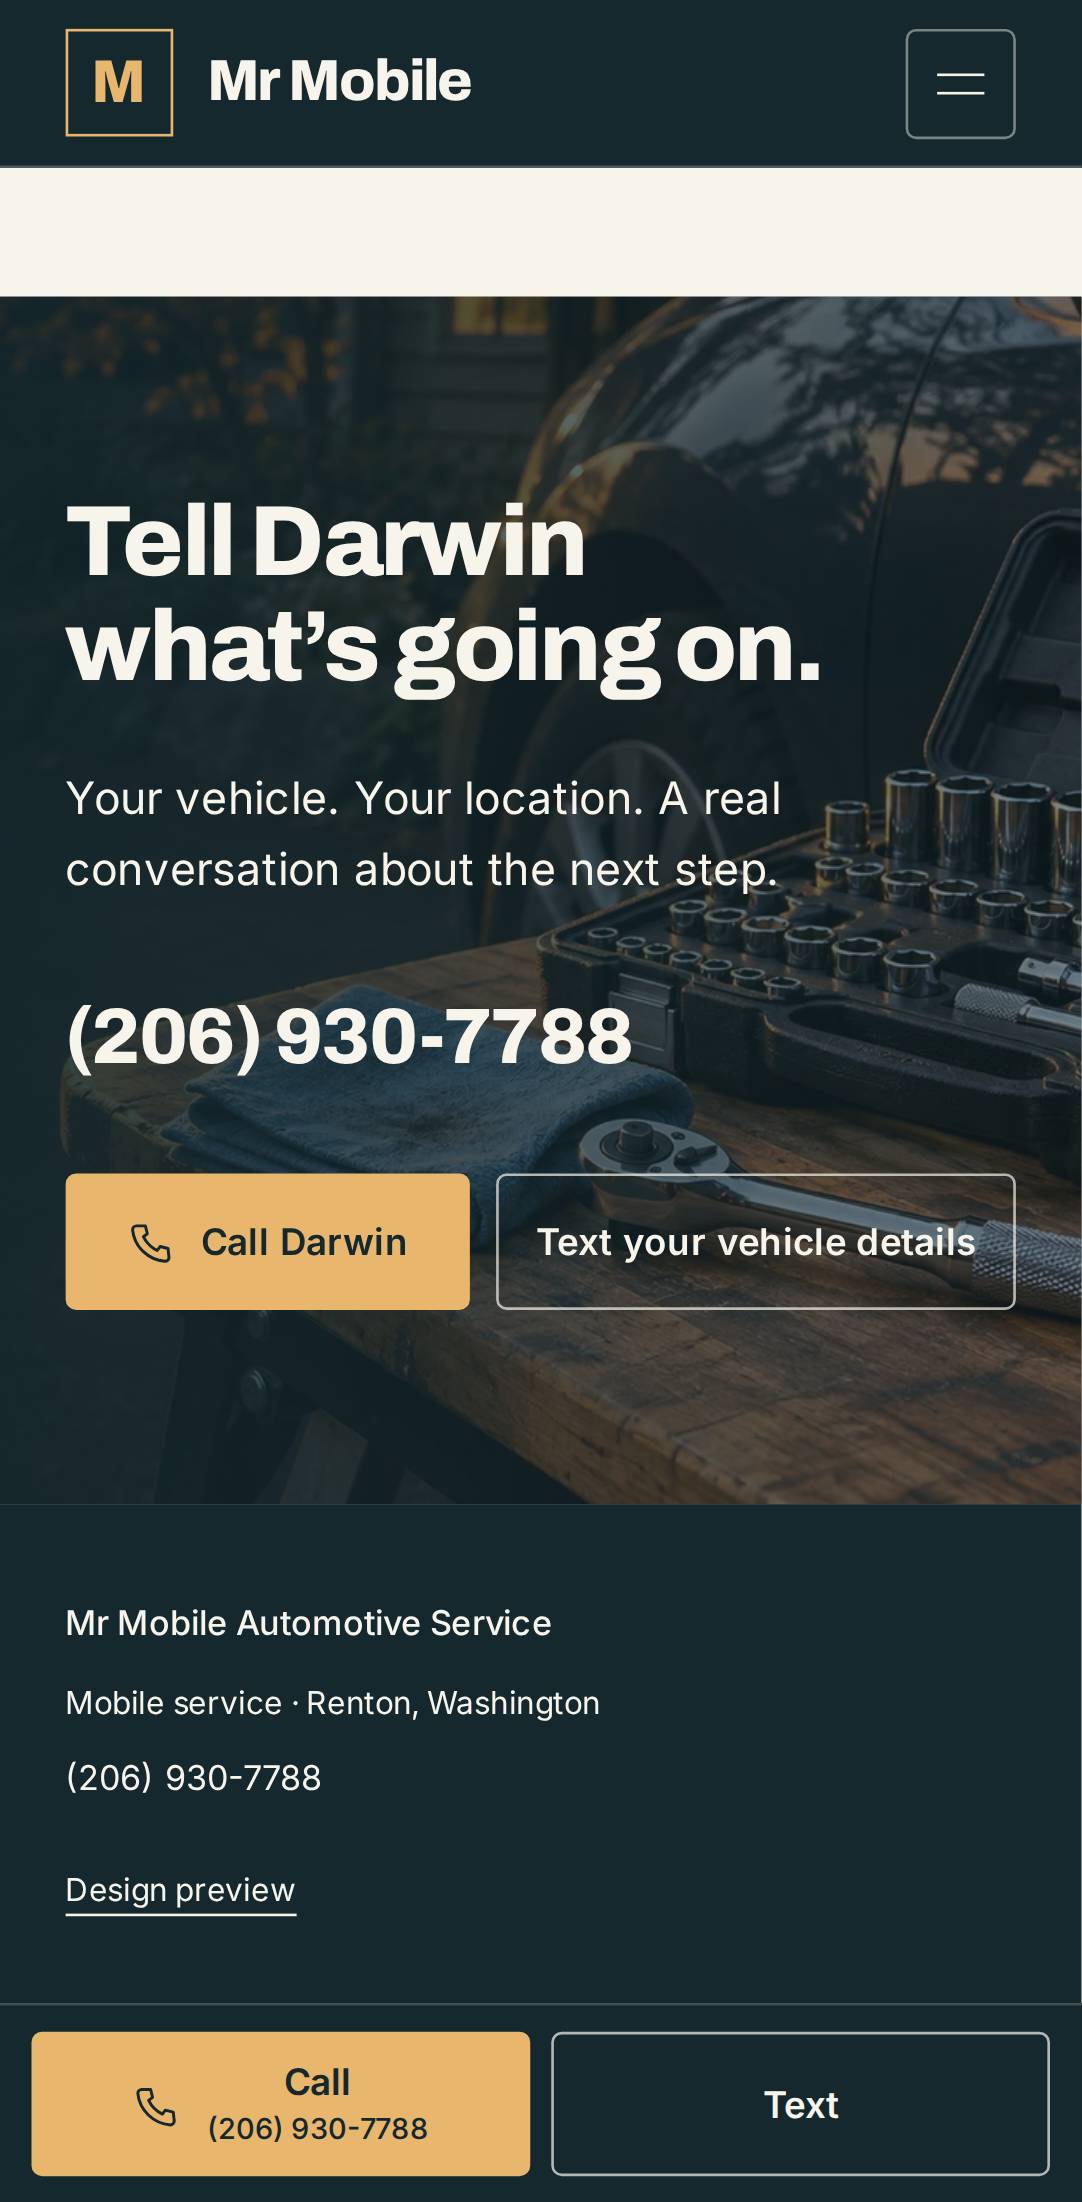 M
Mr Mobile
Tell Darwin
what’s going on.
Your vehicle. Your location. A real
conversation about the next step.
(206) 930-7788
Call Darwin
Text your vehicle details
Mr Mobile Automotive Service
Mobile service · Renton, Washington
(206) 930-7788
Design preview
Call
(206) 930-7788
Text